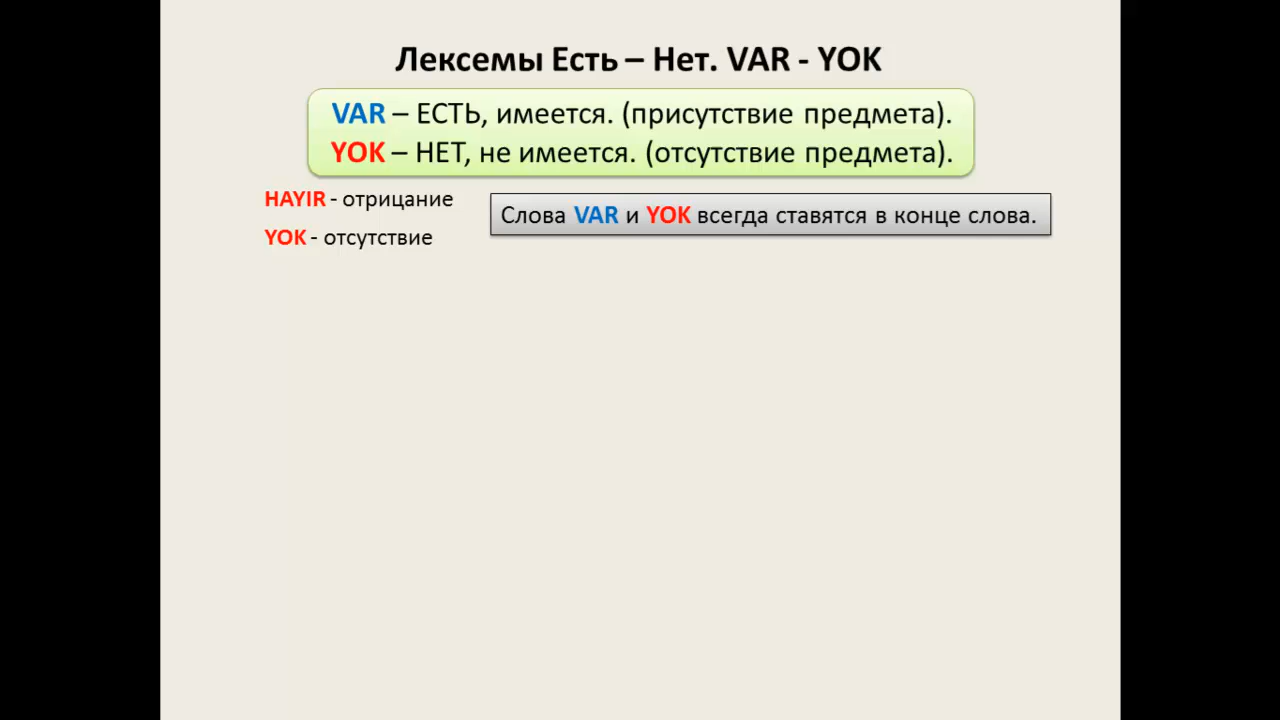 Лексемы Есть – Нет. VAR - YOK
VAR – ЕСТЬ, имеется. (присутствие предмета).
YOK – НЕТ, не имеется. (отсутствие предмета).
HAYIR - отрицание
YOK - отсутствие
Слова VAR и YOK всегда ставятся в конце слова.